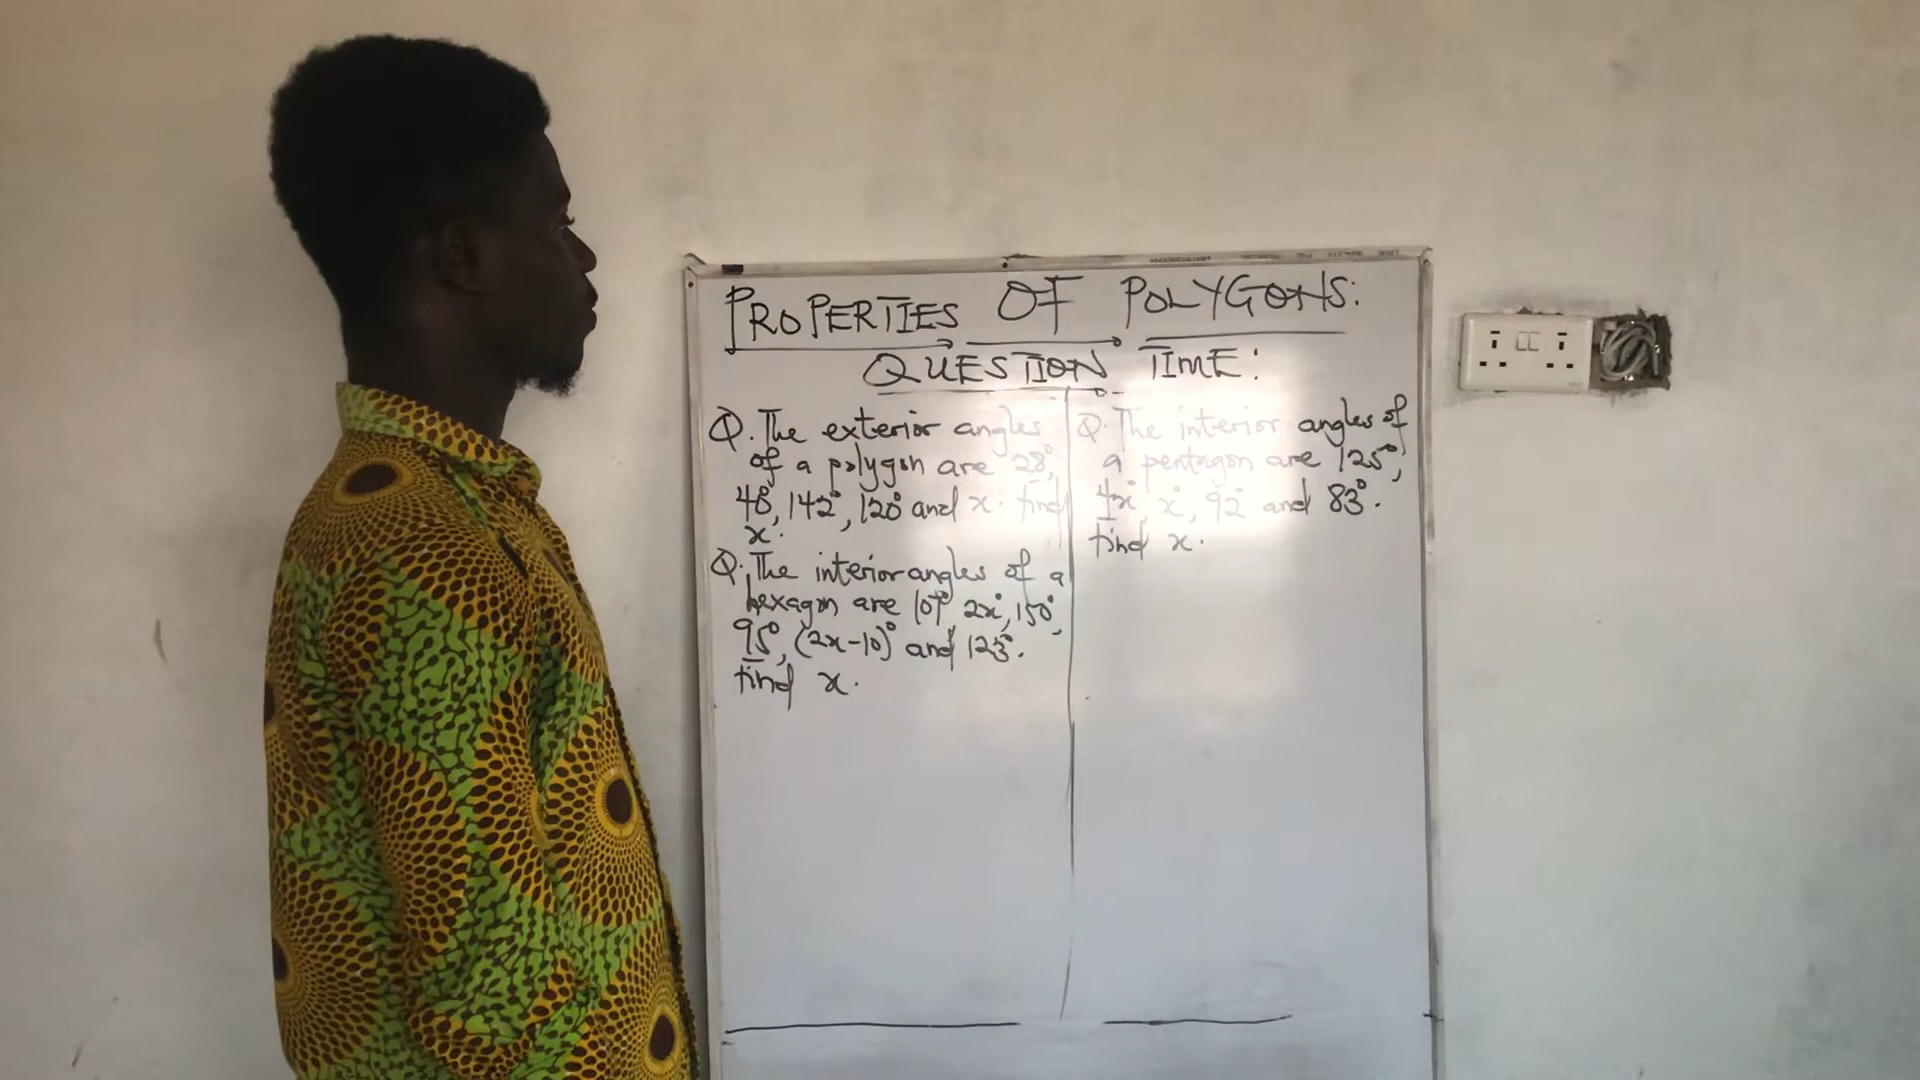 PROPERTIES OF POLYGONS:
QUESTION TIME:
Q. The exterior angles
of a polygon are 28°,
48°, 142°, 120° and x. find
x.
Q. The interior angles of a
hexagon are 107° 2x°, 150°,
95°, (2x-10)° and 123°.
find x.
Q. The interior angles of
a pentagon are 125°,
4x°, x°, 92° and 83°.
find x.